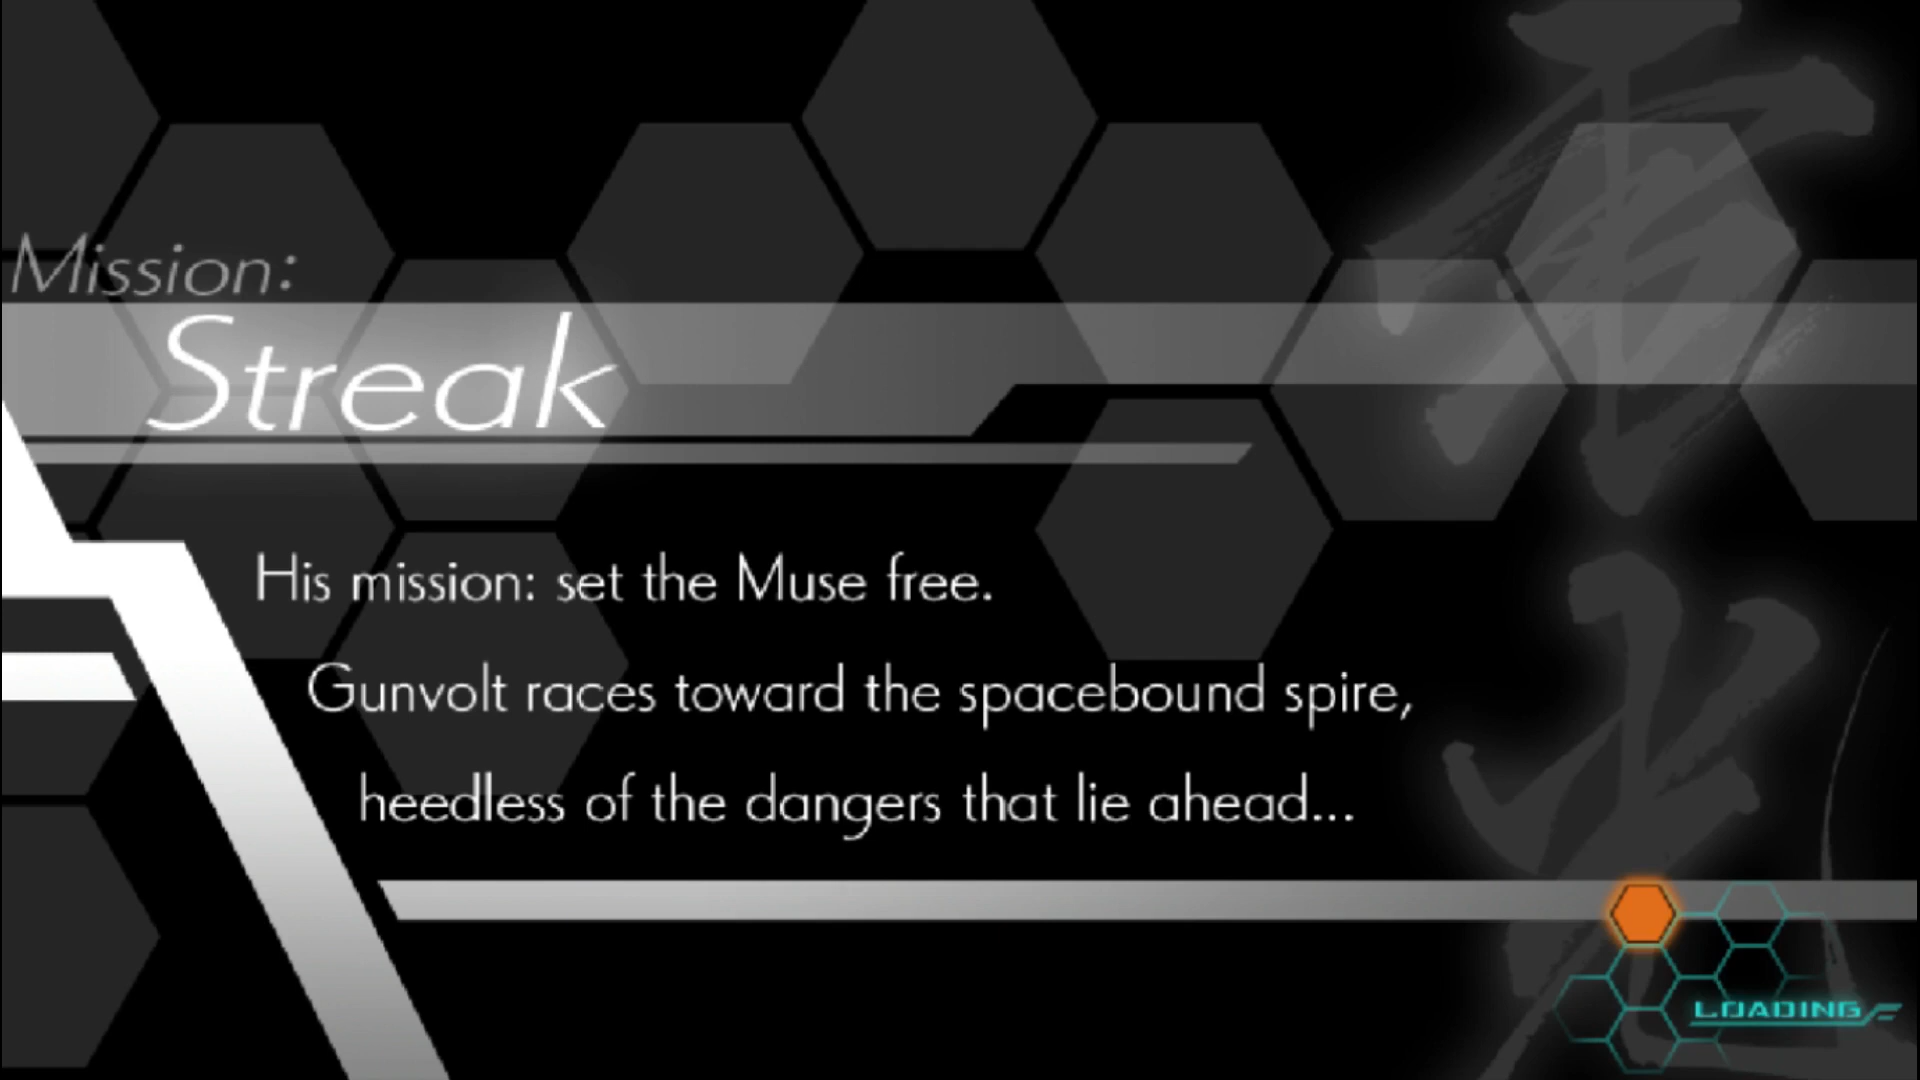 Mission:
Streak
His mission: set the Muse free.
Gunvolt races toward the spacebound spire,
heedless of the dangers that lie ahead...
LOADING